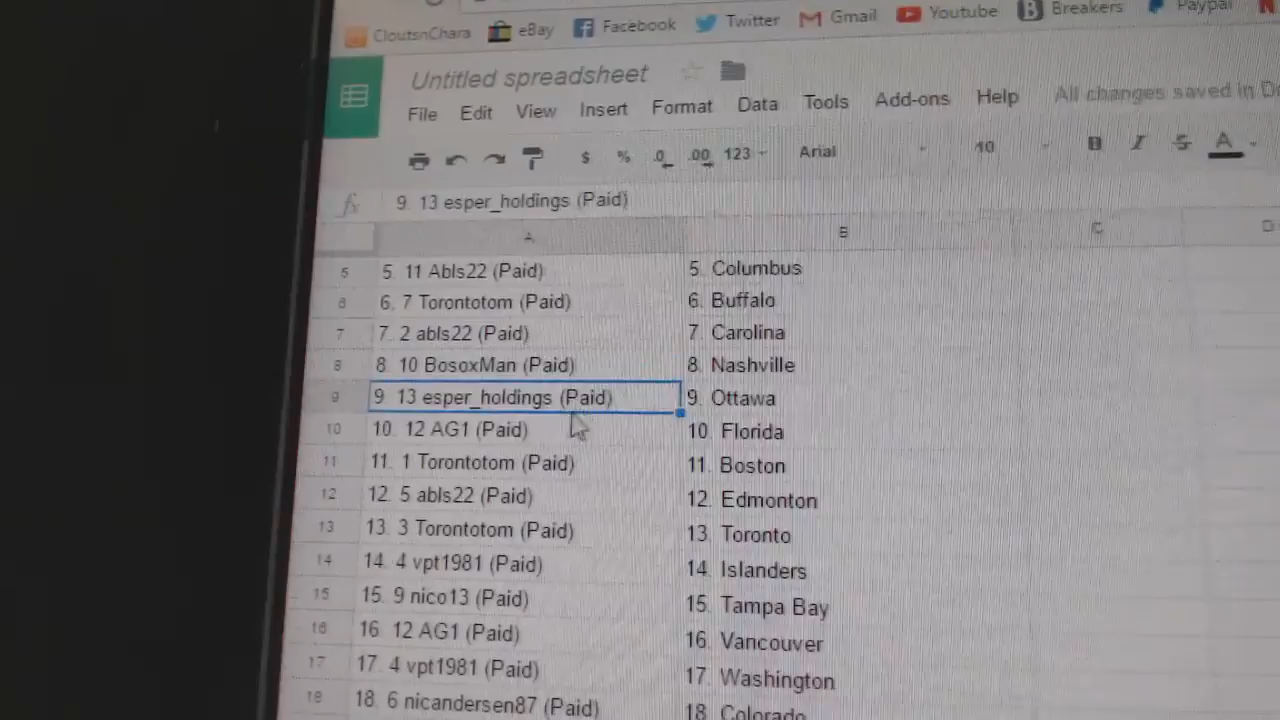 CloutsnChara eBay Facebook Twitter Gmail Youtube Breakers Paypal
Untitled spreadsheet
File Edit View Insert Format Data Tools Add-ons Help All changes saved in
$ % .0 .00 123 Arial 10 B I S A
fx 9. 13 esper_holdings (Paid)
A B C D
5 5. 11 Abls22 (Paid) 5. Columbus
6 6. 7 Torontotom (Paid) 6. Buffalo
7 7. 2 abls22 (Paid) 7. Carolina
8 8. 10 BosoxMan (Paid) 8. Nashville
9 9 13 esper_holdings (Paid) 9. Ottawa
10 10. 12 AG1 (Paid) 10. Florida
11 11. 1 Torontotom (Paid) 11. Boston
12 12. 5 abls22 (Paid) 12. Edmonton
13 13. 3 Torontotom (Paid) 13. Toronto
14 14. 4 vpt1981 (Paid) 14. Islanders
15 15. 9 nico13 (Paid) 15. Tampa Bay
16 16. 12 AG1 (Paid) 16. Vancouver
17 17. 4 vpt1981 (Paid) 17. Washington
18 18. 6 nicandersen87 (Paid) 18. Colorado